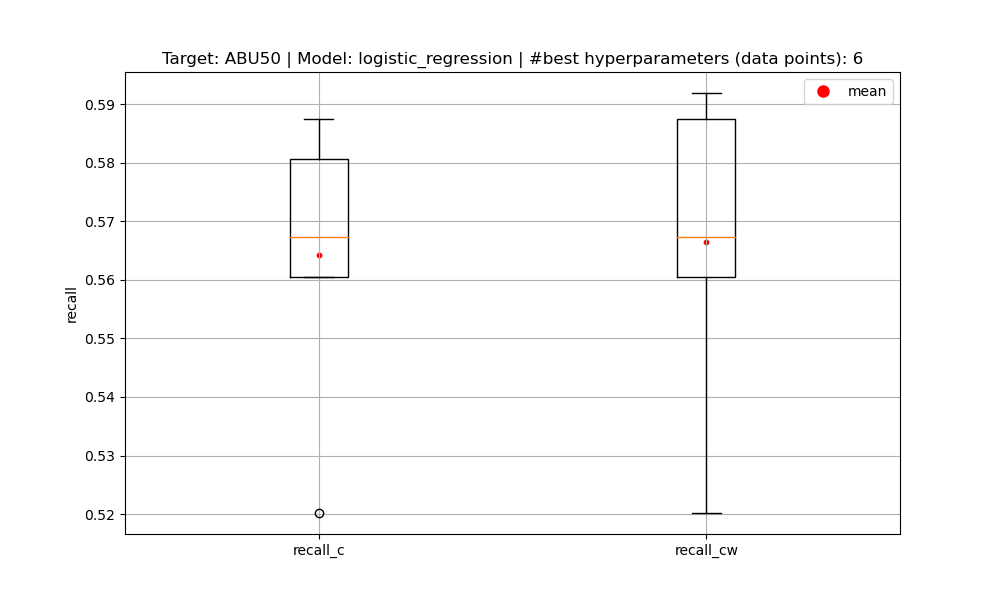 Target: ABU50 | Model: logistic_regression | #best hyperparameters (data points): 6
mean
0.59
0.58
0.57
0.56
0.55
0.54
0.53
0.52
recall
recall_c
recall_cw